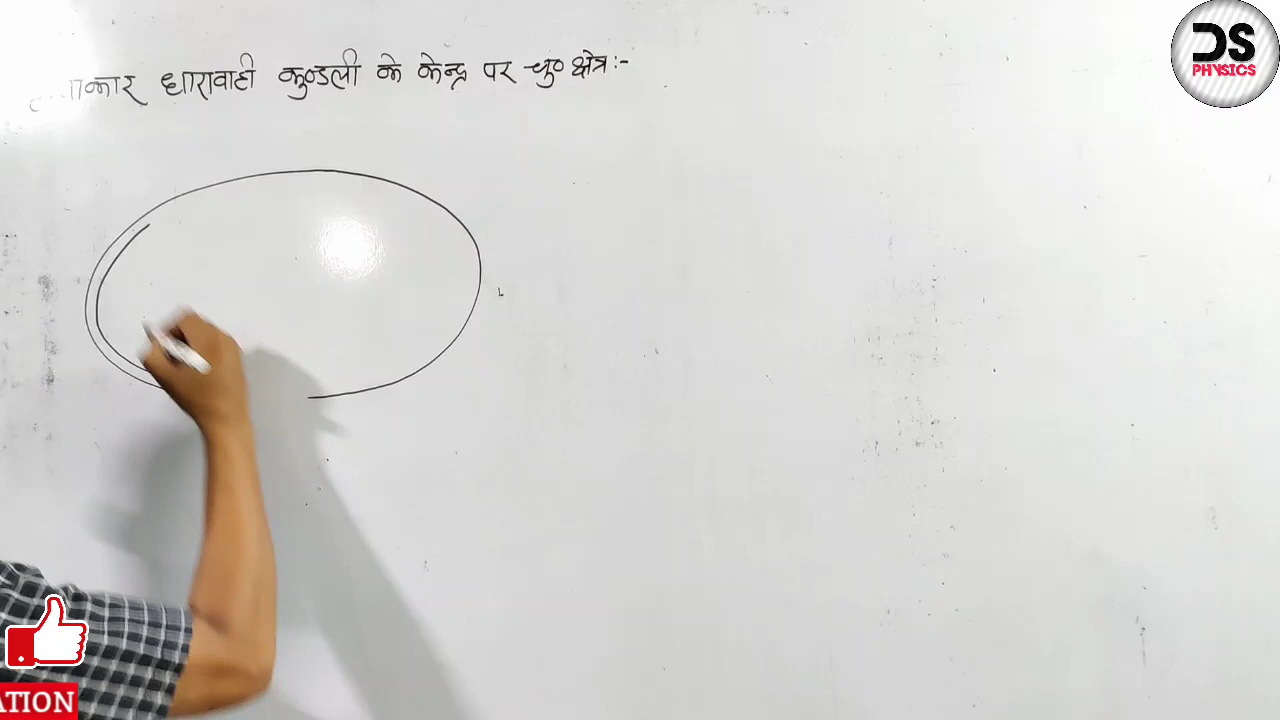 धारावाही कुण्डली के केन्द्र पर चु० क्षेत्र:-
DS
PHYSICS
ATION